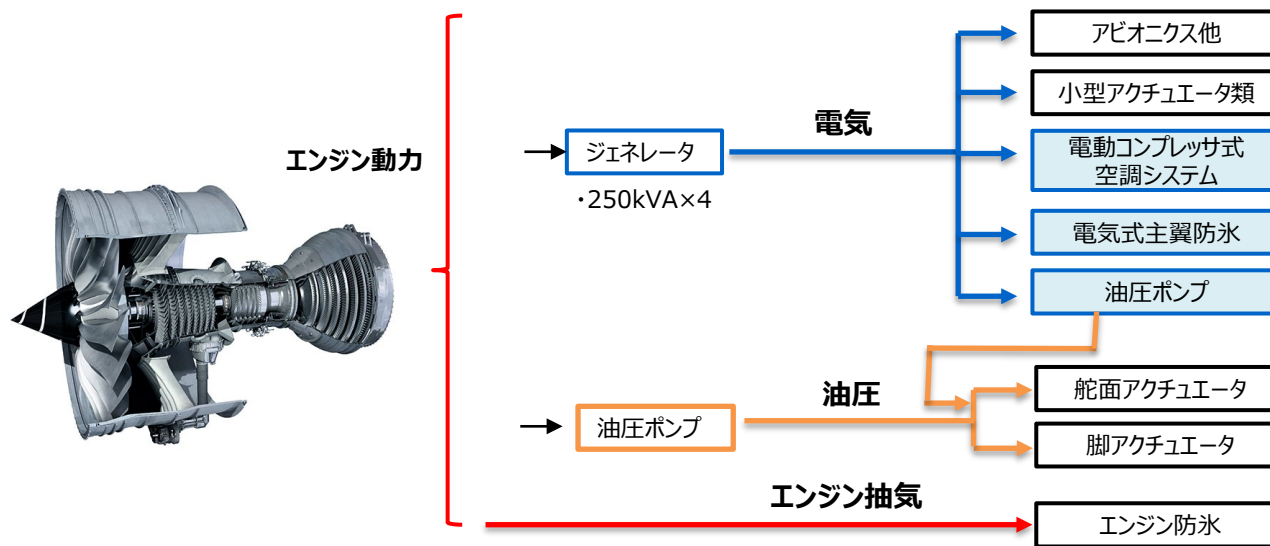 エンジン動力
ジェネレータ
・250kVA×4
電気
アビオニクス他
小型アクチュエータ類
電動コンプレッサ式
空調システム
電気式主翼防氷
油圧ポンプ
油圧ポンプ
油圧
舵面アクチュエータ
脚アクチュエータ
エンジン抽気
エンジン防氷